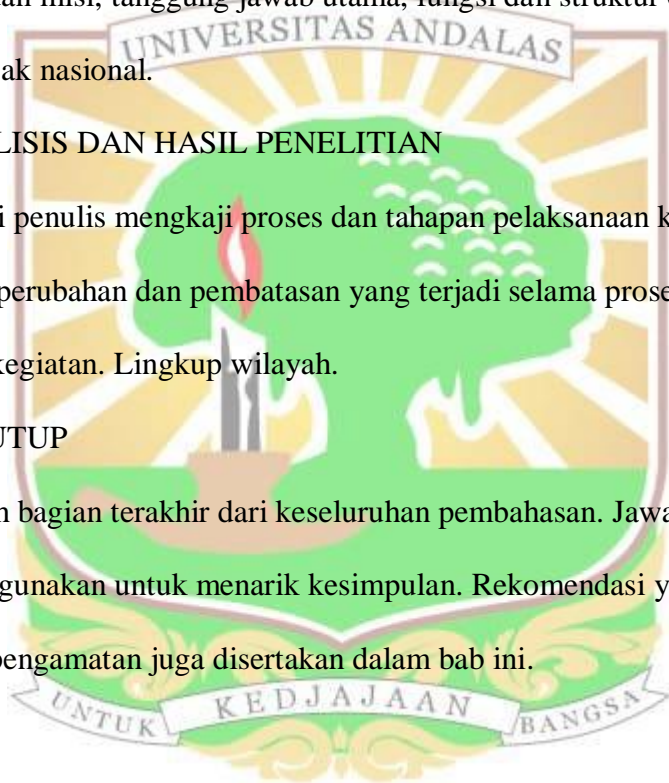 an misi, tanggung jawab utama, fungsi dan struktur
UNIVERSITAS ANDALAS
ak nasional.
LISIS DAN HASIL PENELITIAN
i penulis mengkaji proses dan tahapan pelaksanaan k
perubahan dan pembatasan yang terjadi selama prose
kegiatan. Lingkup wilayah.
UTUP
n bagian terakhir dari keseluruhan pembahasan. Jawa
gunakan untuk menarik kesimpulan. Rekomendasi y
pengamatan juga disertakan dalam bab ini.
UNTUK KEDJAJAAN BANGSA